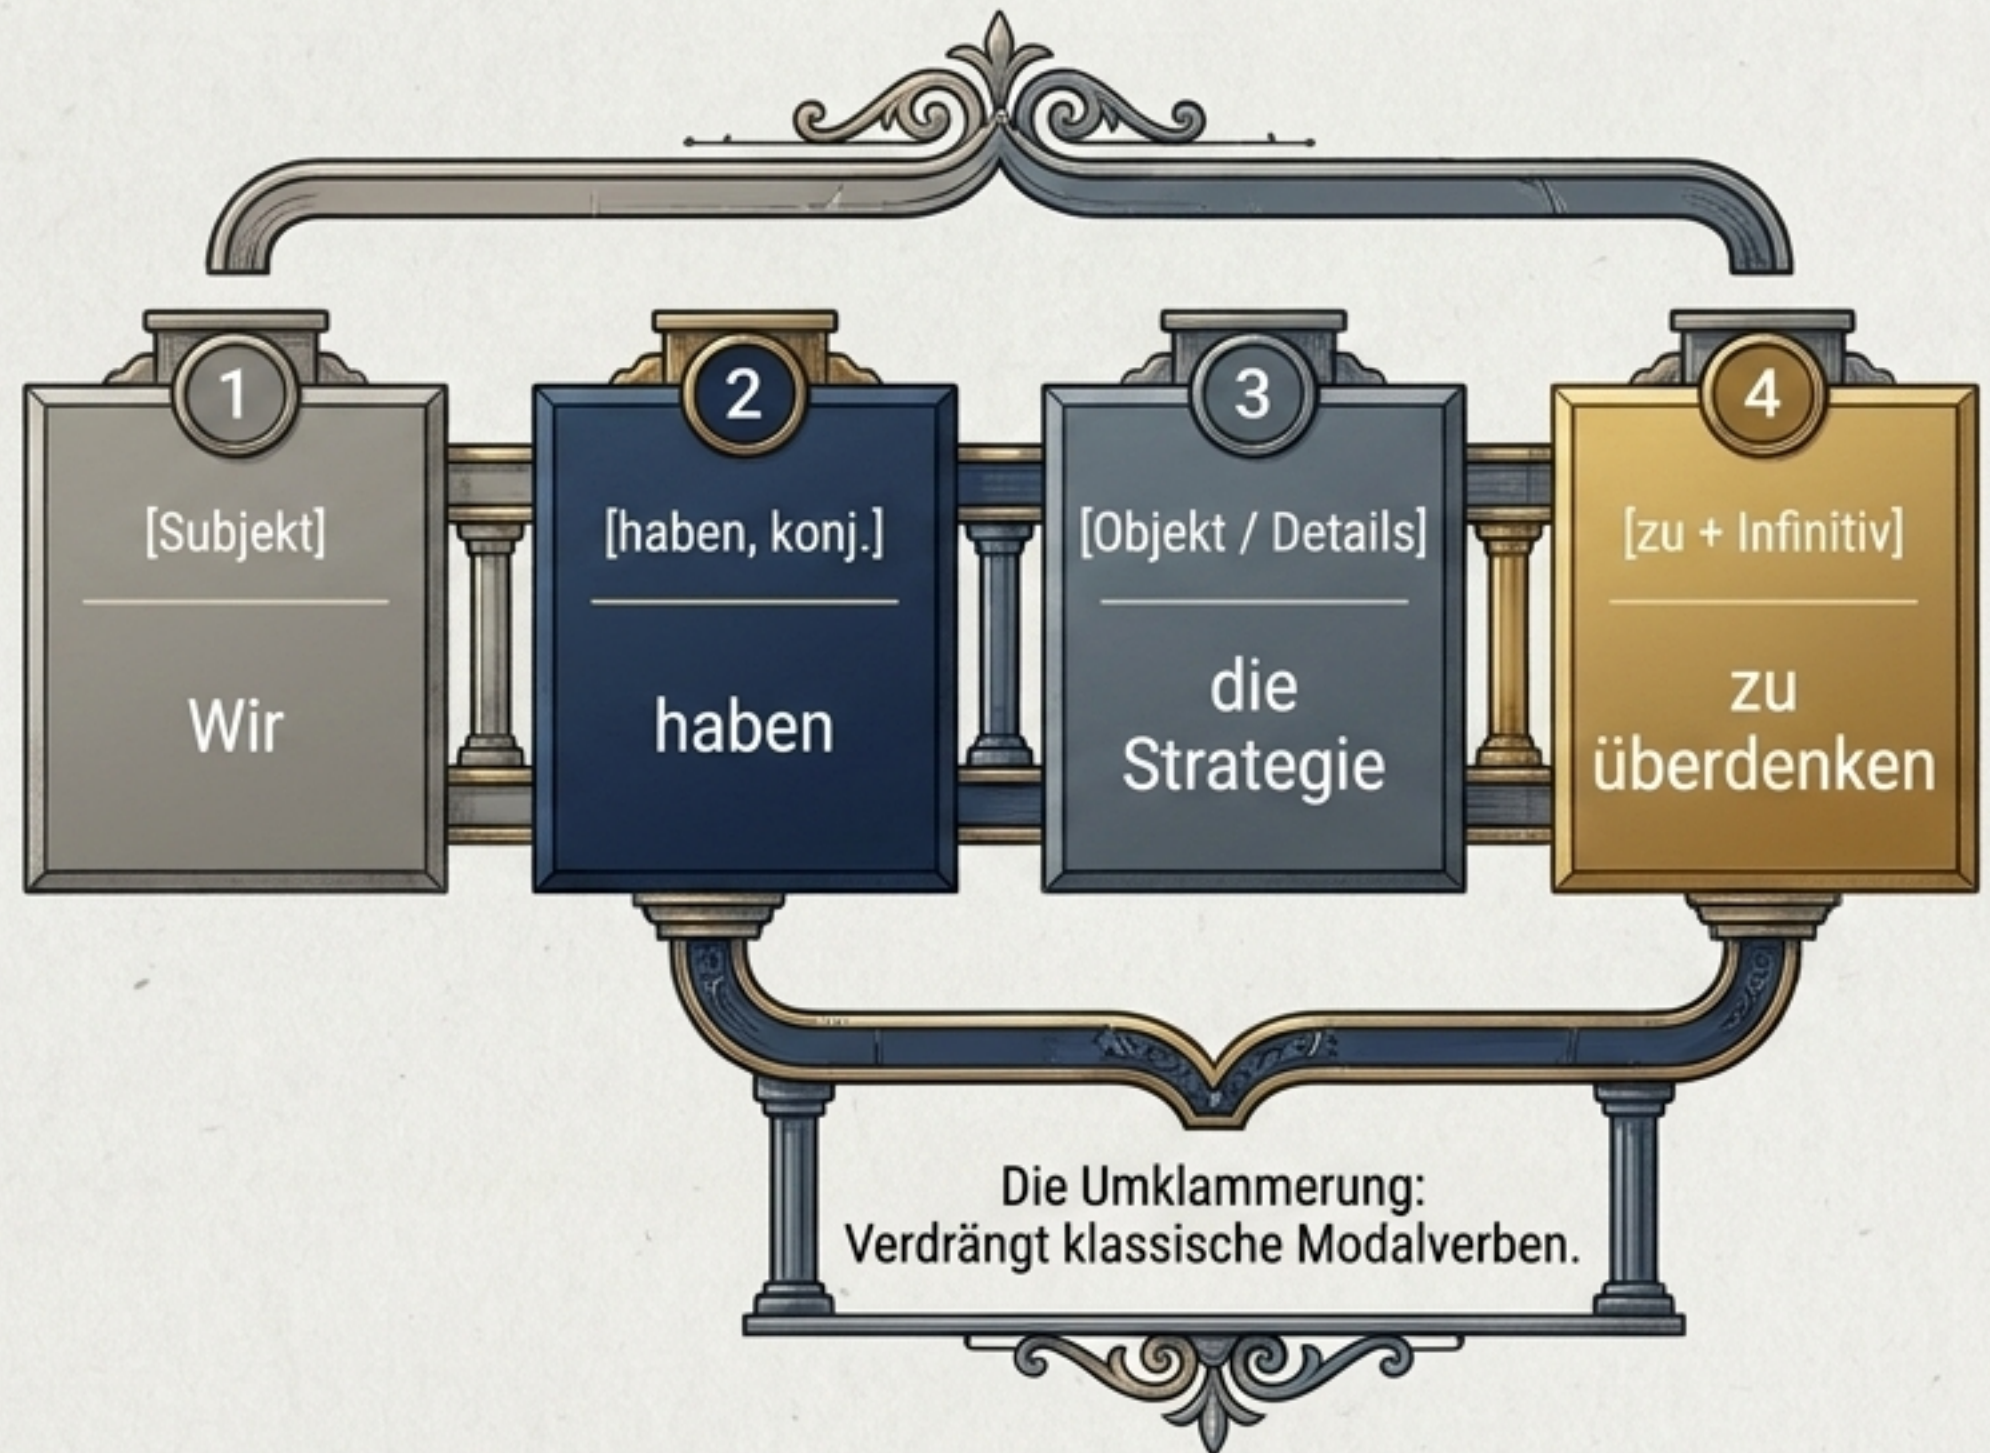 1
[Subjekt]
Wir
2
[haben, konj.]
haben
3
[Objekt / Details]
die
Strategie
4
[zu + Infinitiv]
zu
überdenken
Die Umklammerung:
Verdrängt klassische Modalverben.